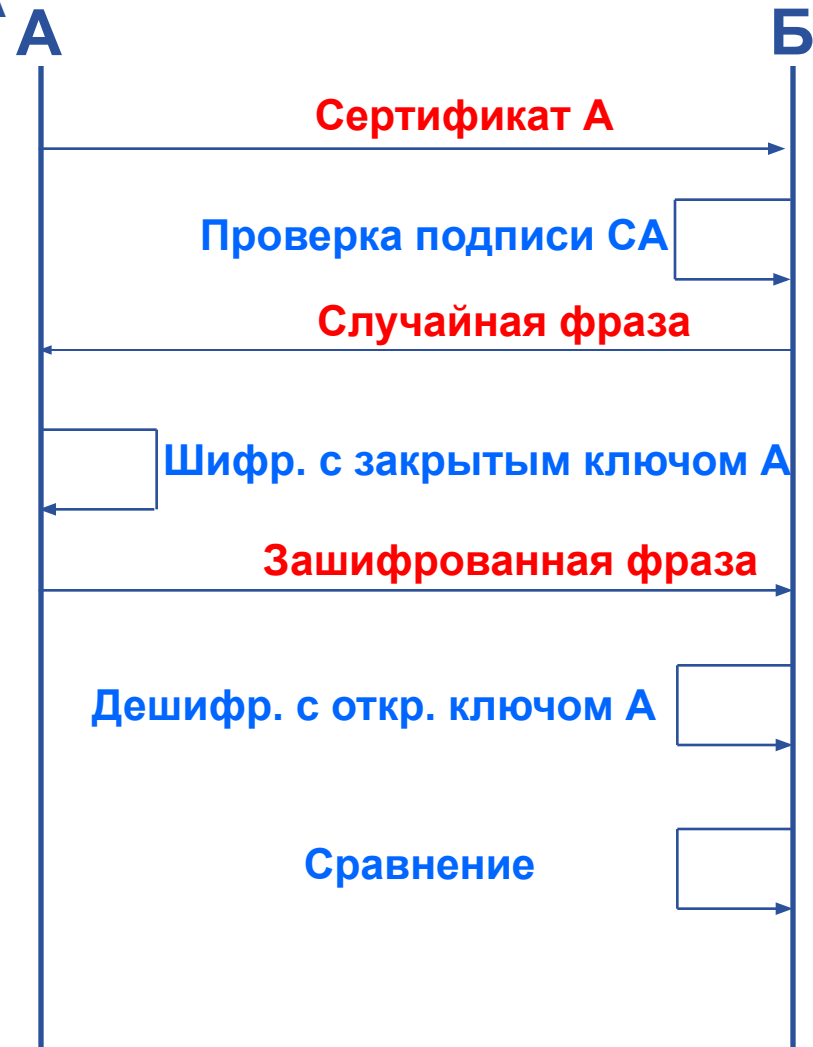 А
Б
Сертификат А
Проверка подписи СА
Случайная фраза
Шифр. с закрытым ключом А
Зашифрованная фраза
Дешифр. с откр. ключом А
Сравнение